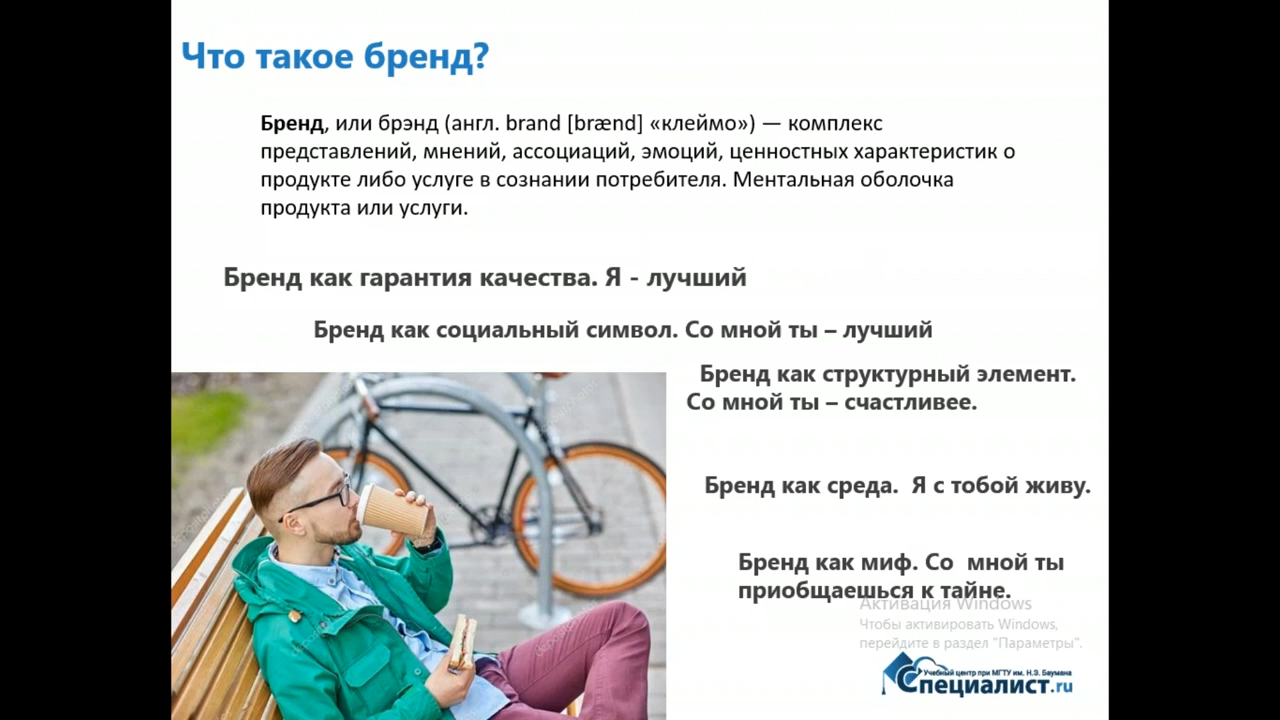 Что такое бренд?
Бренд, или брэнд (англ. brand [brænd] «клеймо») — комплекс
представлений, мнений, ассоциаций, эмоций, ценностных характеристик о
продукте либо услуге в сознании потребителя. Ментальная оболочка
продукта или услуги.
Бренд как гарантия качества. Я - лучший
Бренд как социальный символ. Со мной ты – лучший
Бренд как структурный элемент.
Со мной ты – счастливее.
Бренд как среда.  Я с тобой живу.
Бренд как миф. Со  мной ты
приобщаешься к тайне.
Активация Windows
Чтобы активировать Windows,
перейдите в раздел "Параметры".
Учебный центр при МГТУ им. Н.Э. Баумана
Специалист.ru